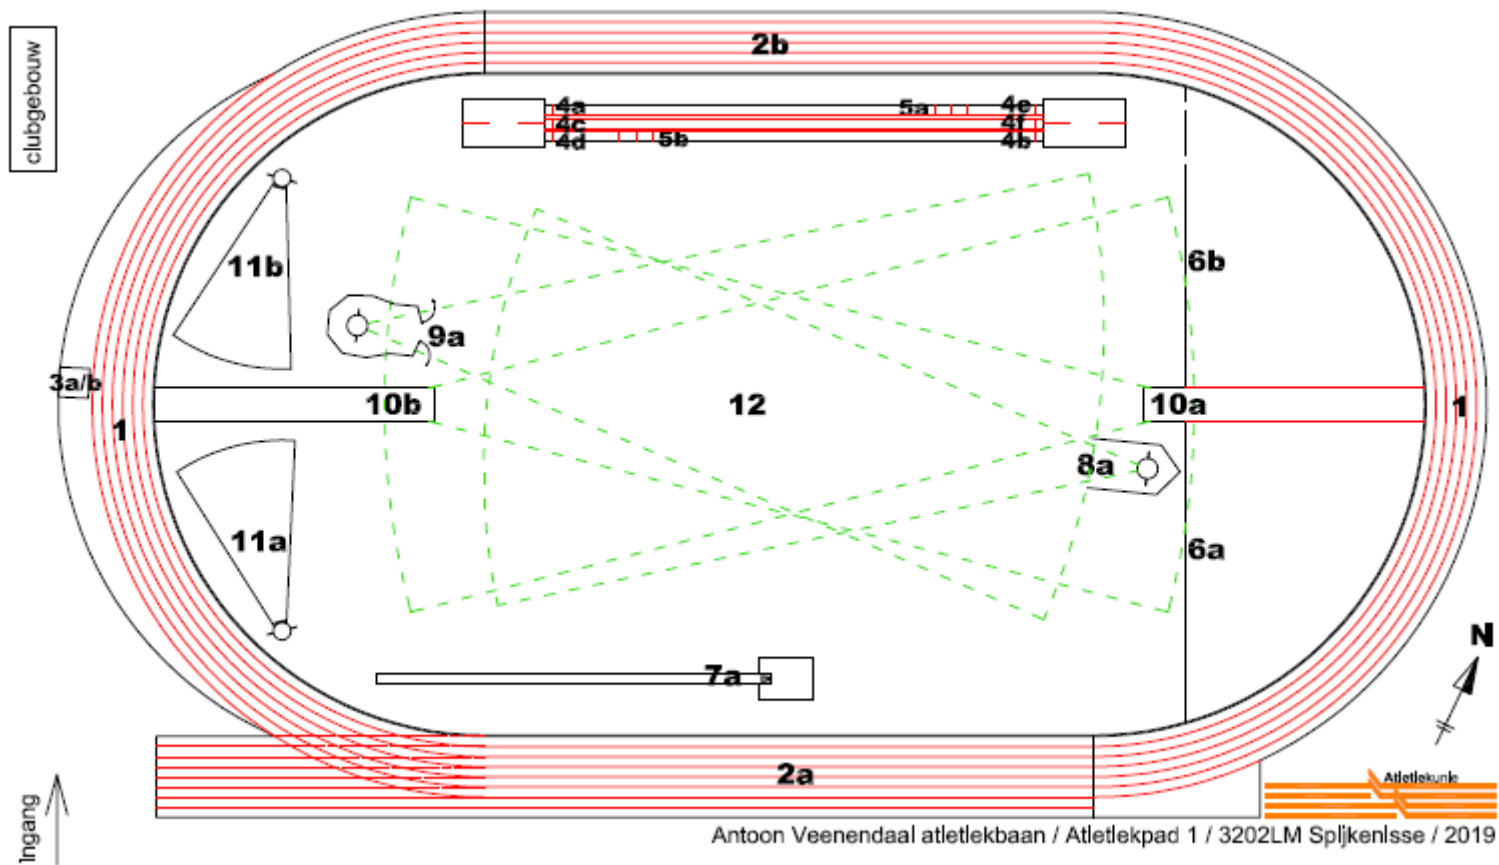 clubgebouw
2b
4a
5a
4e
4c
4f
4d
5b
4b
11b
6b
9a
3a/b
10b
12
10a
1
1
8a
11a
6a
N
7a
2a
Atletiekunie
Ingang
Antoon Veenendaal atletiekbaan / Atletiekpad 1 / 3202LM Spijkenisse / 2019